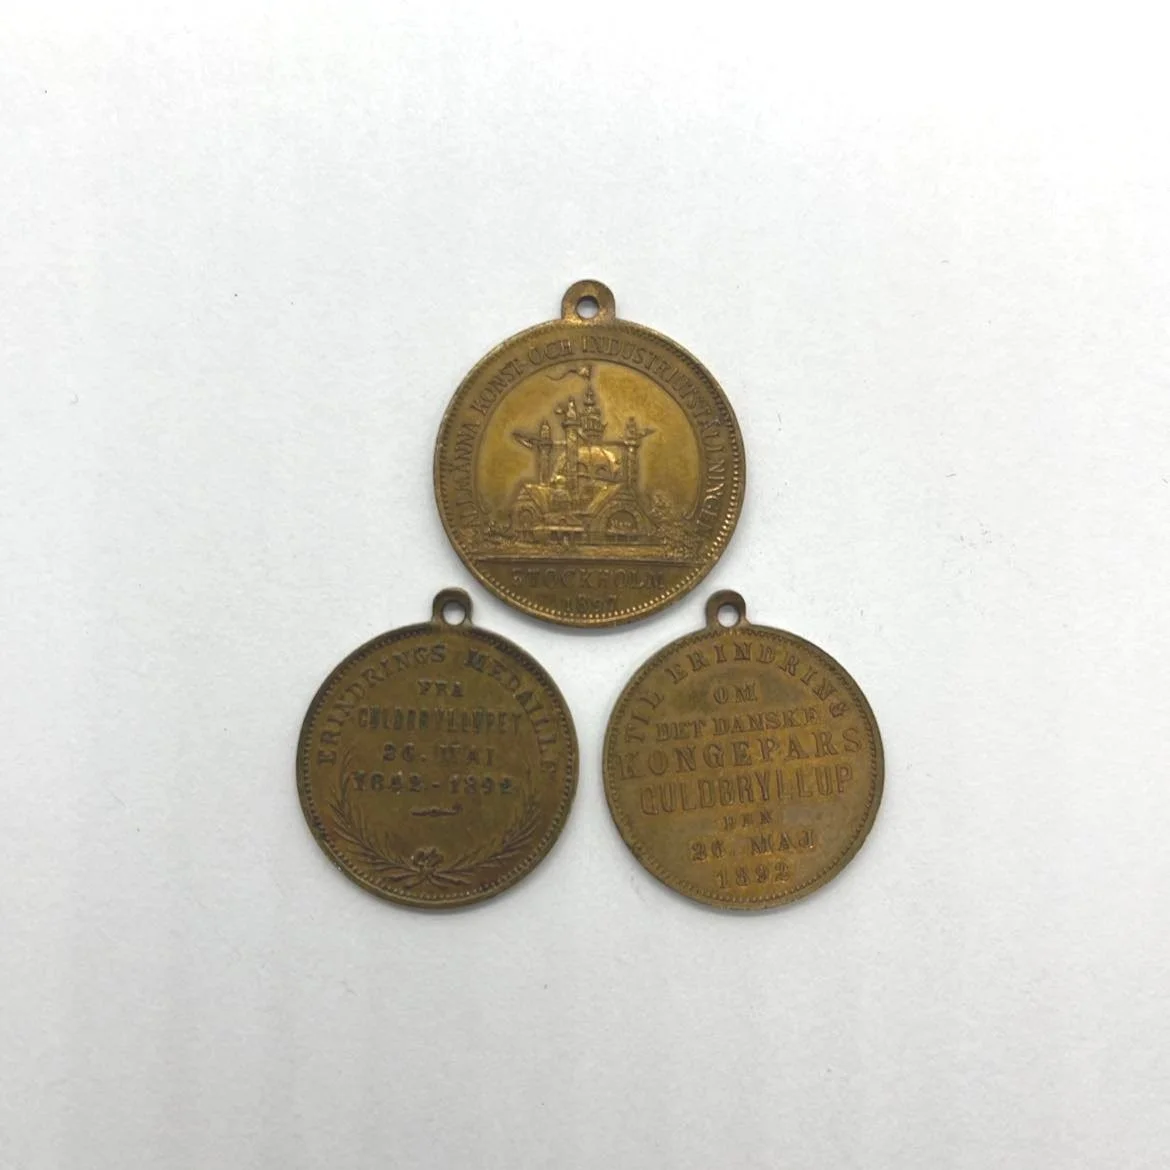 ALLMÄNNA KONST- OCH INDUSTRIUTSTÄLLNINGEN
STOCKHOLM
1897
ERINDRINGS MEDAILLE
FRA
GULDBRYLLUPET
26. MAI
1842-1892
TIL ERINDRING
OM
DET DANSKE
KONGEPARS
GULDBRYLLUP
DEN
26. MAJ
1892